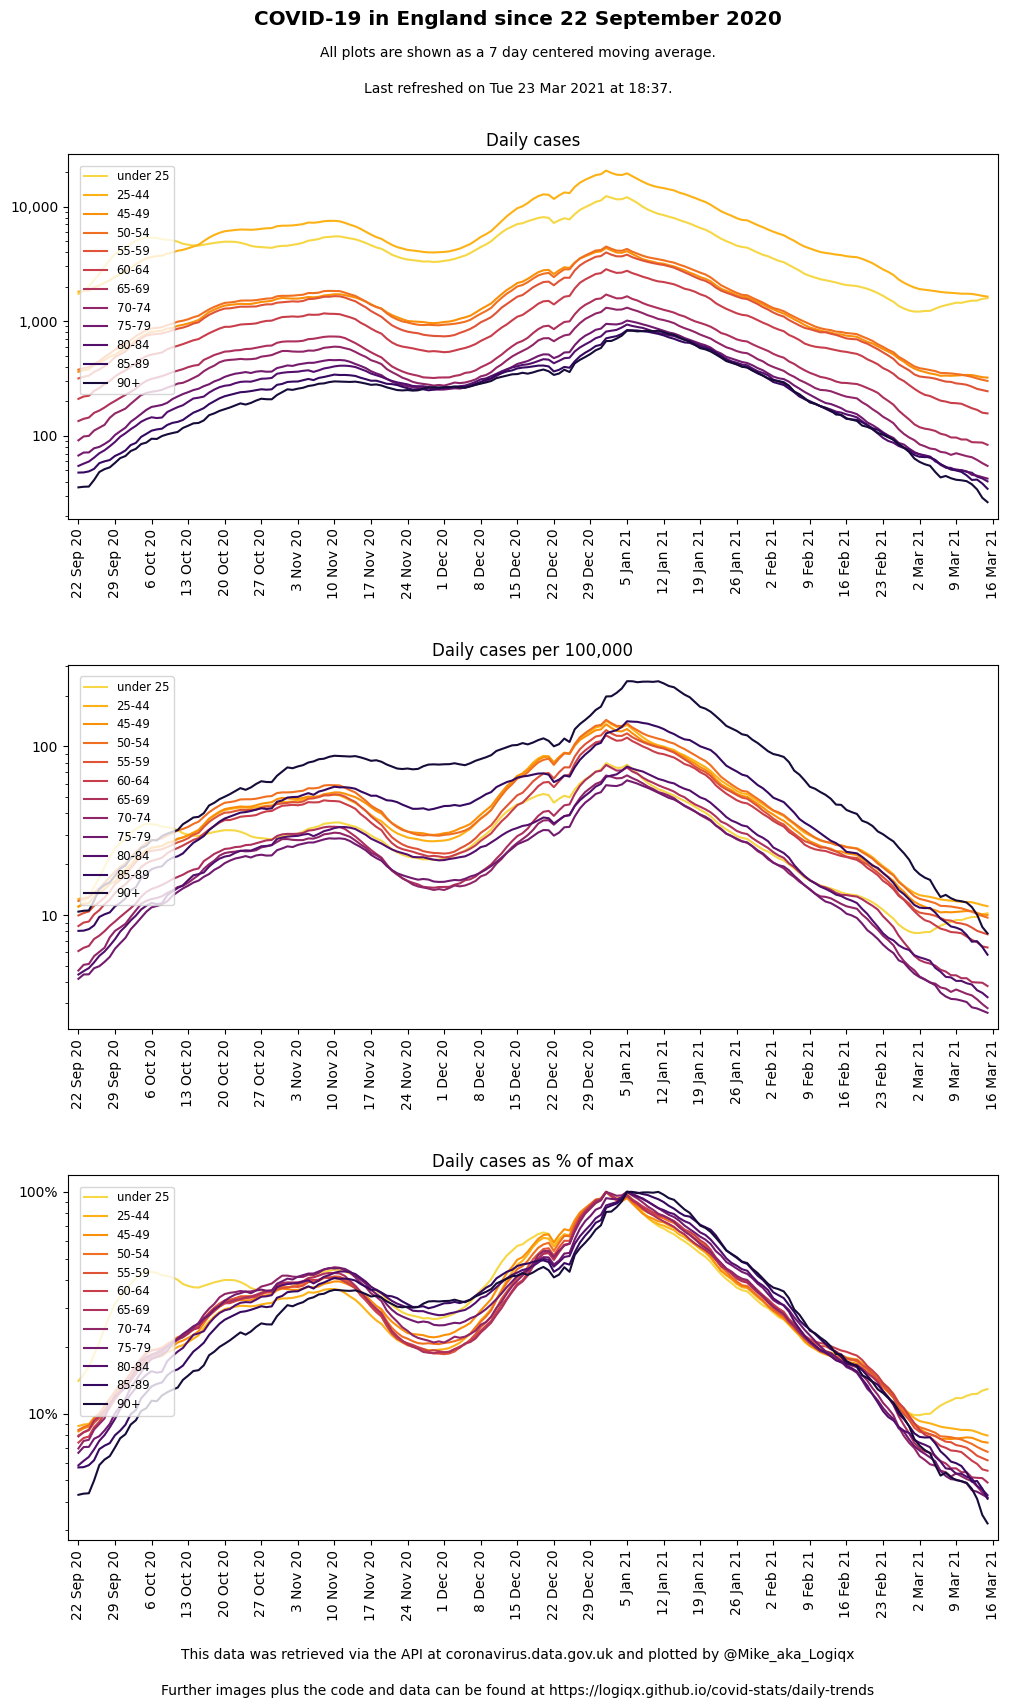 COVID-19 in England since 22 September 2020
All plots are shown as a 7 day centered moving average.
Last refreshed on Tue 23 Mar 2021 at 18:37.
Daily cases
10,000
1,000
100
under 25
25-44
45-49
50-54
55-59
60-64
65-69
70-74
75-79
80-84
85-89
90+
22 Sep 20
29 Sep 20
6 Oct 20
13 Oct 20
20 Oct 20
27 Oct 20
3 Nov 20
10 Nov 20
17 Nov 20
24 Nov 20
1 Dec 20
8 Dec 20
15 Dec 20
22 Dec 20
29 Dec 20
5 Jan 21
12 Jan 21
19 Jan 21
26 Jan 21
2 Feb 21
9 Feb 21
16 Feb 21
23 Feb 21
2 Mar 21
9 Mar 21
16 Mar 21
Daily cases per 100,000
100
10
under 25
25-44
45-49
50-54
55-59
60-64
65-69
70-74
75-79
80-84
85-89
90+
22 Sep 20
29 Sep 20
6 Oct 20
13 Oct 20
20 Oct 20
27 Oct 20
3 Nov 20
10 Nov 20
17 Nov 20
24 Nov 20
1 Dec 20
8 Dec 20
15 Dec 20
22 Dec 20
29 Dec 20
5 Jan 21
12 Jan 21
19 Jan 21
26 Jan 21
2 Feb 21
9 Feb 21
16 Feb 21
23 Feb 21
2 Mar 21
9 Mar 21
16 Mar 21
Daily cases as % of max
100%
10%
under 25
25-44
45-49
50-54
55-59
60-64
65-69
70-74
75-79
80-84
85-89
90+
22 Sep 20
29 Sep 20
6 Oct 20
13 Oct 20
20 Oct 20
27 Oct 20
3 Nov 20
10 Nov 20
17 Nov 20
24 Nov 20
1 Dec 20
8 Dec 20
15 Dec 20
22 Dec 20
29 Dec 20
5 Jan 21
12 Jan 21
19 Jan 21
26 Jan 21
2 Feb 21
9 Feb 21
16 Feb 21
23 Feb 21
2 Mar 21
9 Mar 21
16 Mar 21
This data was retrieved via the API at coronavirus.data.gov.uk and plotted by @Mike_aka_Logiqx
Further images plus the code and data can be found at https://logiqx.github.io/covid-stats/daily-trends